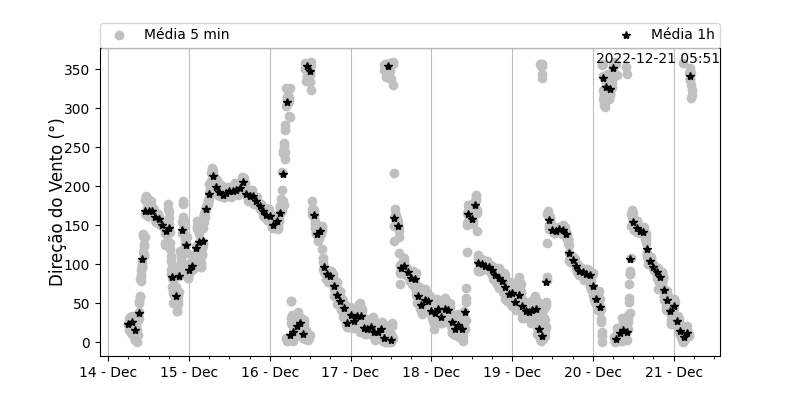 Média 5 min
Média 1h
2022-12-21 05:51
Direção do Vento (°)
350
300
250
200
150
100
50
0
14 - Dec
15 - Dec
16 - Dec
17 - Dec
18 - Dec
19 - Dec
20 - Dec
21 - Dec